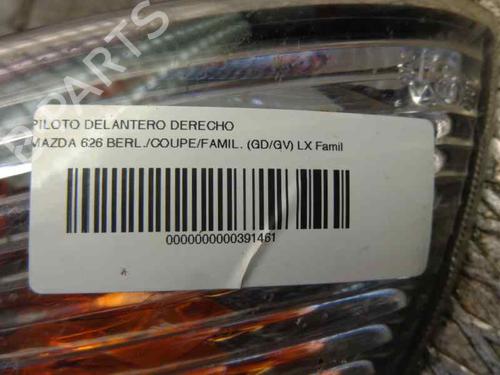 PILOTO DELANTERO DERECHO
MAZDA 626 BERL./COUPE/FAMIL. (GD/GV) LX Famil
0000000000391461